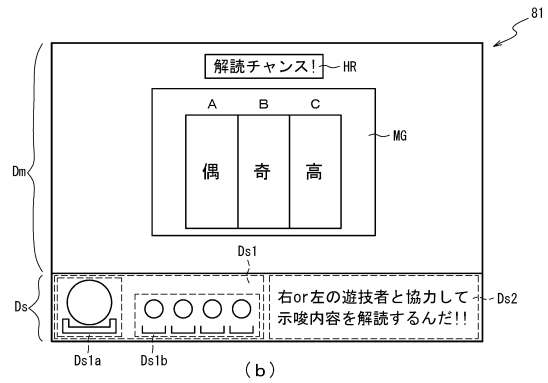 81
解読チャンス!
HR
A B C
MG
偶 奇 高
Dm
Ds1
Ds
右or左の遊技者と協力して
示唆内容を解読するんだ!!
Ds2
Ds1a
Ds1b
(b)